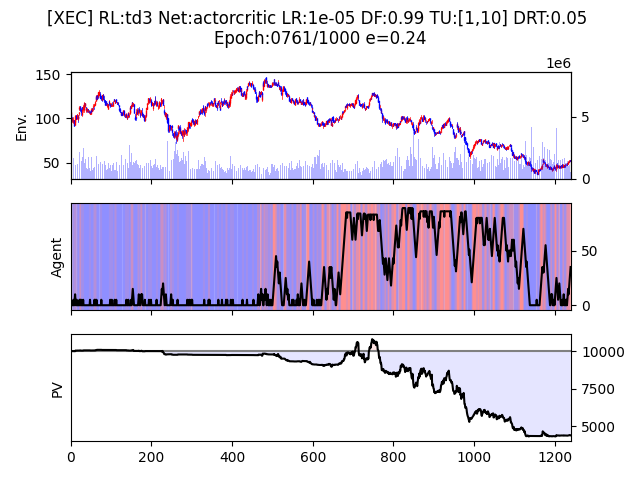 [XEC] RL:td3 Net:actorcritic LR:1e-05 DF:0.99 TU:[1,10] DRT:0.05
Epoch:0761/1000 e=0.24
1e6
150
100
50
Env.
5
0
Agent
50
0
PV
10000
7500
5000
0 200 400 600 800 1000 1200